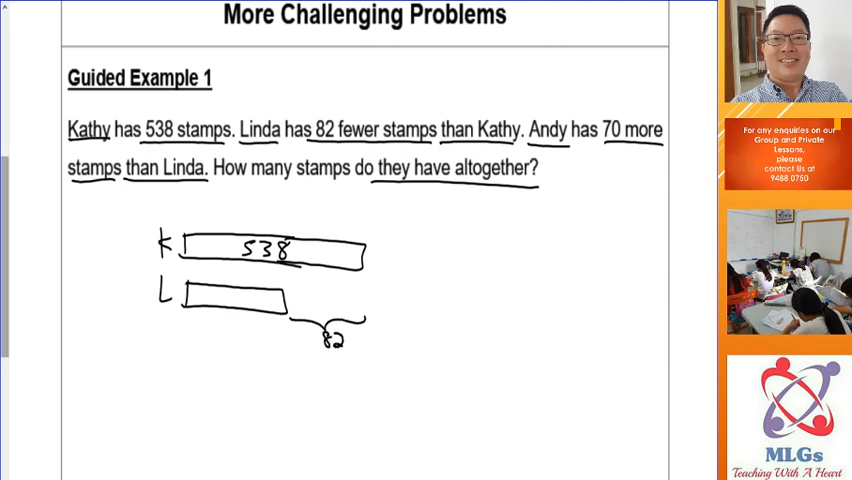 More Challenging Problems
Guided Example 1
Kathy has 538 stamps. Linda has 82 fewer stamps than Kathy. Andy has 70 more
stamps than Linda. How many stamps do they have altogether?
K 538
L
82
For any enquiries on our
Group and Private
Lessons,
please
contact Us at
9488 0750
MLGs
Teaching With A Heart